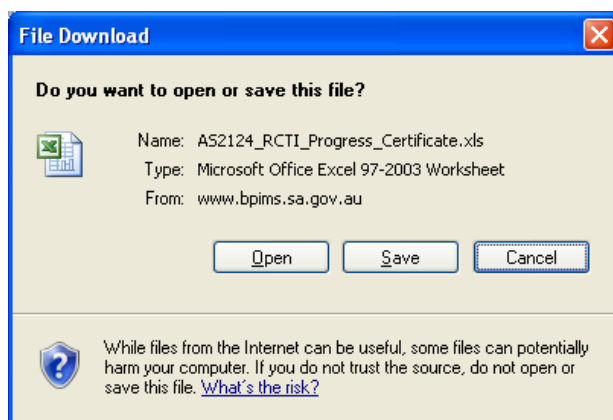 File Download
Do you want to open or save this file?
Name: AS2124_RCTI_Progress_Certificate.xls
Type: Microsoft Office Excel 97-2003 Worksheet
From: www.bpims.sa.gov.au
Open Save Cancel
While files from the Internet can be useful, some files can potentially
harm your computer. If you do not trust the source, do not open or
save this file. What's the risk?